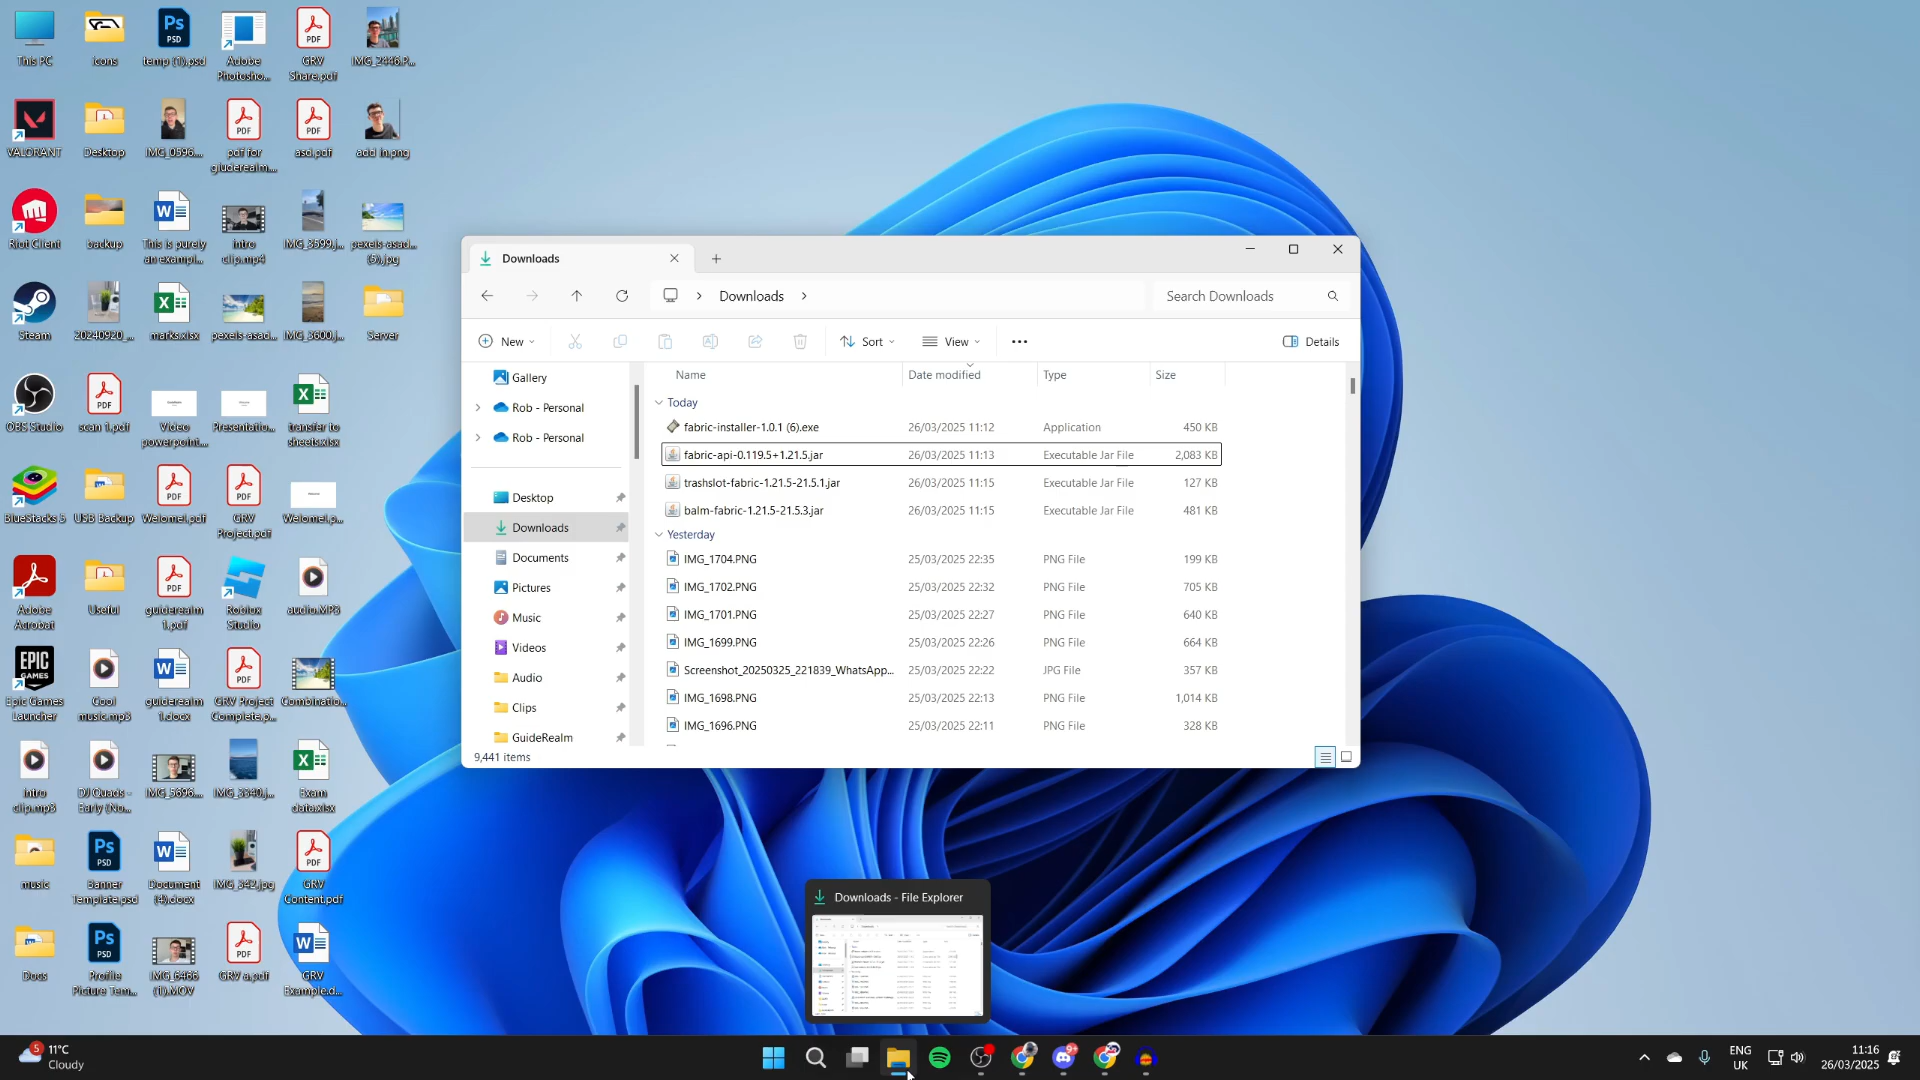 This PC
icons
temp (1).psd
Adobe
Photosho...
GRV
Share.pdf
IMG_2446.P...
VALORANT
Desktop
IMG_0596....
pdf for
giuderealm....
asd.pdf
add in.png
Riot Client
backup
This is purely
an exampl...
intro
clip.mp4
IMG_3599.j...
pexels-asad...
(5).jpg
Steam
20240920_...
marks.xlsx
pexels-asad...
IMG_3600.j...
Server
OBS Studio
scan 1.pdf
Video
powerpoint....
Presentatio...
transfer to
sheets.xlsx
BlueStacks 5
USB Backup
Welome!.pdf
GRV
Project.pdf
Welome!.p...
Adobe
Acrobat
Useful
guiderealm
1.pdf
Roblox
Studio
audio.MP3
Epic Games
Launcher
Cool
music.mp3
guiderealm
1.docx
GRV Project
Complete.p...
Combinatio...
intro
clip.mp3
DJ Quads -
Early (No...
IMG_5896....
IMG_3340.j...
Exam
data.xlsx
music
Banner
Template.psd
Document
(4).docx
IMG_342.jpg
GRV
Content.pdf
Docs
Profile
Picture Tem...
IMG_6466
(1).MOV
GRV a.pdf
GRV
Example.d...
Downloads
Downloads
Search Downloads
New
Sort
View
Details
Gallery
Rob - Personal
Rob - Personal
Desktop
Downloads
Documents
Pictures
Music
Videos
Audio
Clips
GuideRealm
Name Date modified Type Size
Today
fabric-installer-1.0.1 (6).exe 26/03/2025 11:12 Application 450 KB
fabric-api-0.119.5+1.21.5.jar 26/03/2025 11:13 Executable Jar File 2,083 KB
trashslot-fabric-1.21.5-21.5.1.jar 26/03/2025 11:15 Executable Jar File 127 KB
balm-fabric-1.21.5-21.5.3.jar 26/03/2025 11:15 Executable Jar File 481 KB
Yesterday
IMG_1704.PNG 25/03/2025 22:35 PNG File 199 KB
IMG_1702.PNG 25/03/2025 22:32 PNG File 705 KB
IMG_1701.PNG 25/03/2025 22:27 PNG File 640 KB
IMG_1699.PNG 25/03/2025 22:26 PNG File 664 KB
Screenshot_20250325_221839_WhatsApp... 25/03/2025 22:22 JPG File 357 KB
IMG_1698.PNG 25/03/2025 22:13 PNG File 1,014 KB
IMG_1696.PNG 25/03/2025 22:11 PNG File 328 KB
9,441 items
Downloads - File Explorer
5
11°C
Cloudy
9+
ENG
UK
11:16
26/03/2025